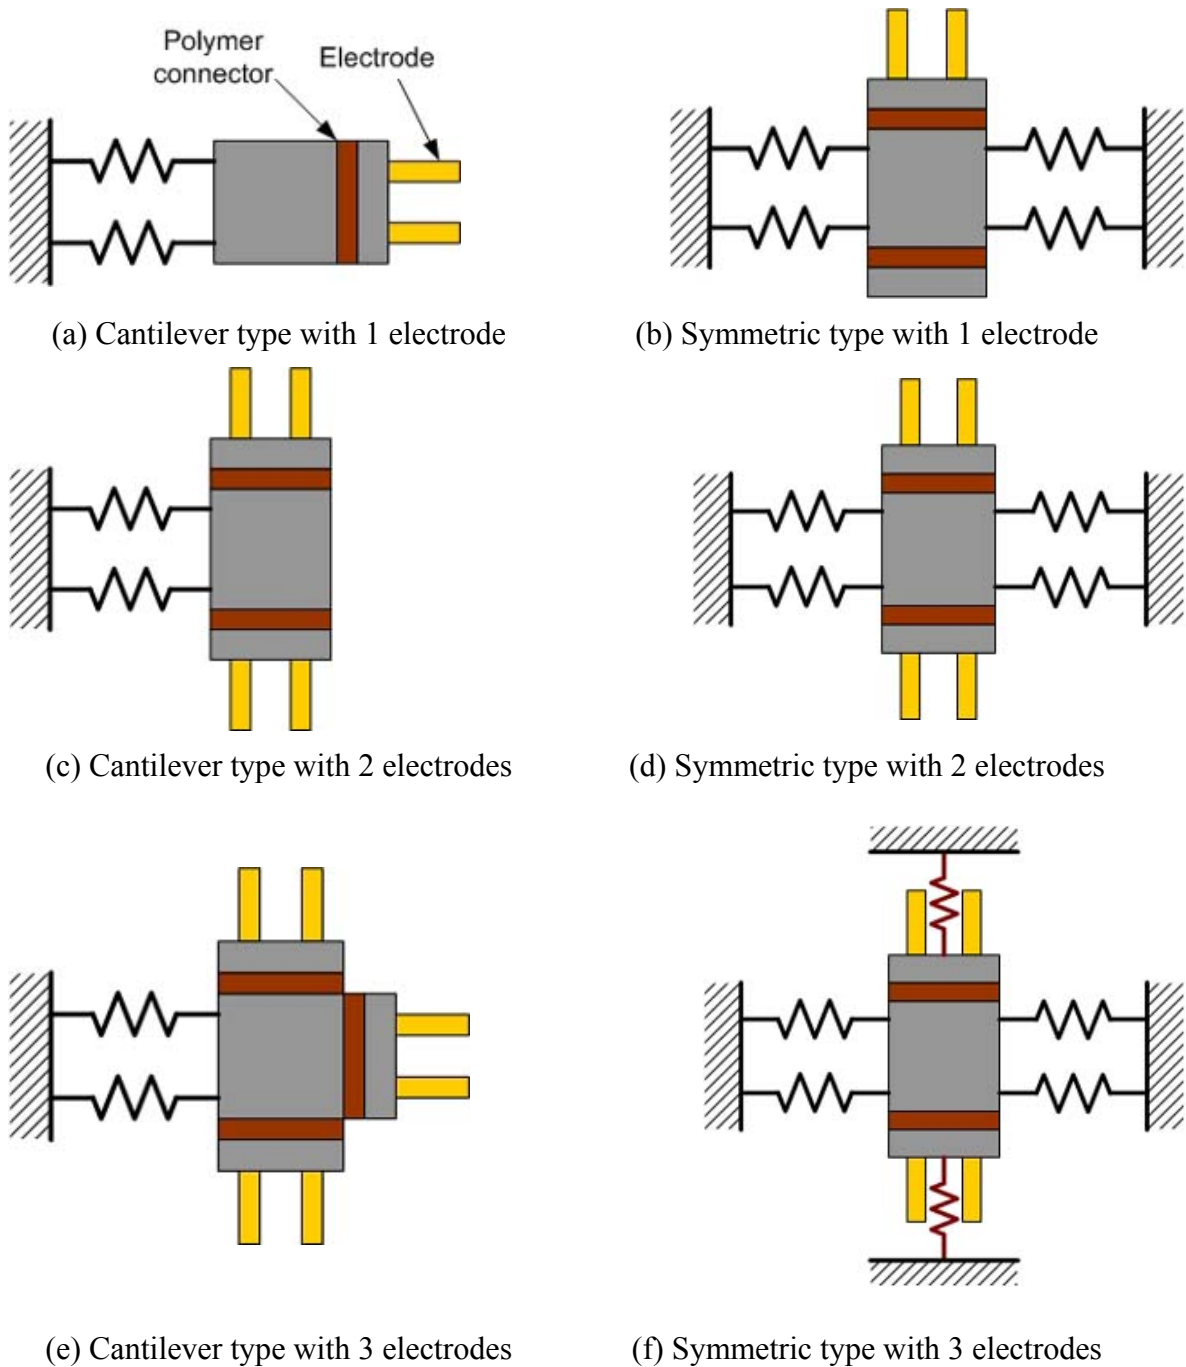 Polymer
connector
Electrode
(a) Cantilever type with 1 electrode
(b) Symmetric type with 1 electrode
(c) Cantilever type with 2 electrodes
(d) Symmetric type with 2 electrodes
(e) Cantilever type with 3 electrodes
(f) Symmetric type with 3 electrodes